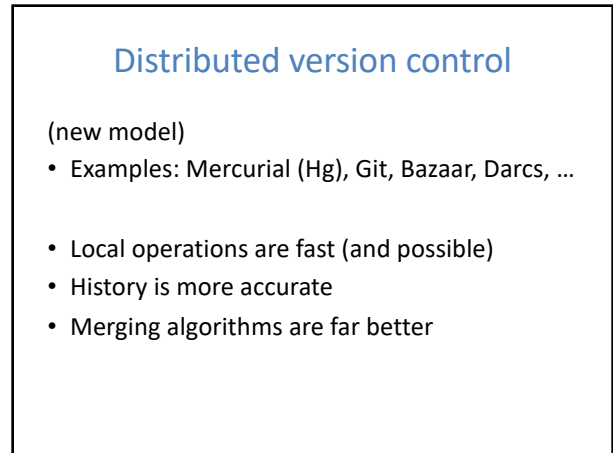 Distributed version control
(new model)
• Examples: Mercurial (Hg), Git, Bazaar, Darcs, …
• Local operations are fast (and possible)
• History is more accurate
• Merging algorithms are far better